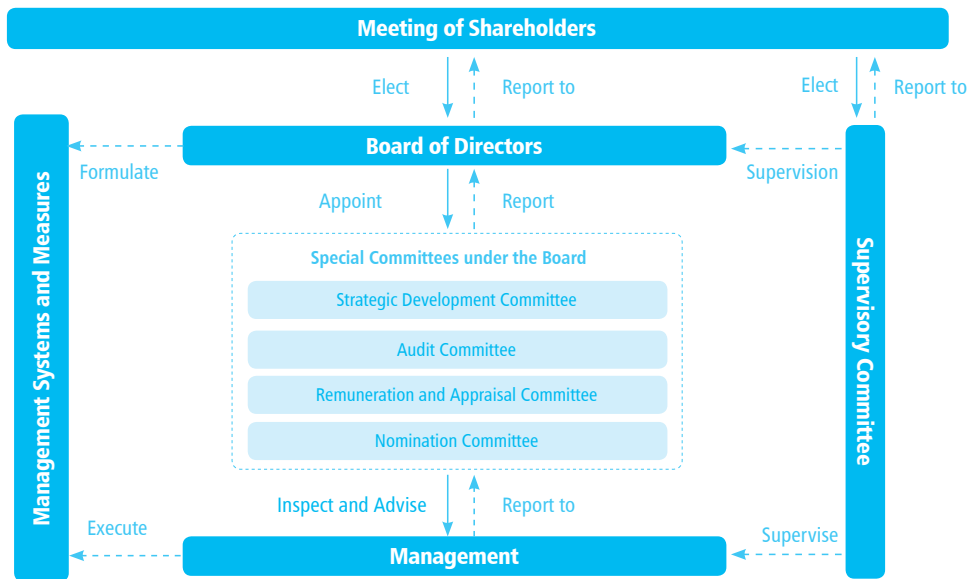 Meeting of Shareholders
Elect
Report to
Elect
Report to
Board of Directors
Formulate
Supervision
Appoint
Report
Management Systems and Measures
Supervisory Committee
Special Committees under the Board
Strategic Development Committee
Audit Committee
Remuneration and Appraisal Committee
Nomination Committee
Inspect and Advise
Report to
Execute
Supervise
Management